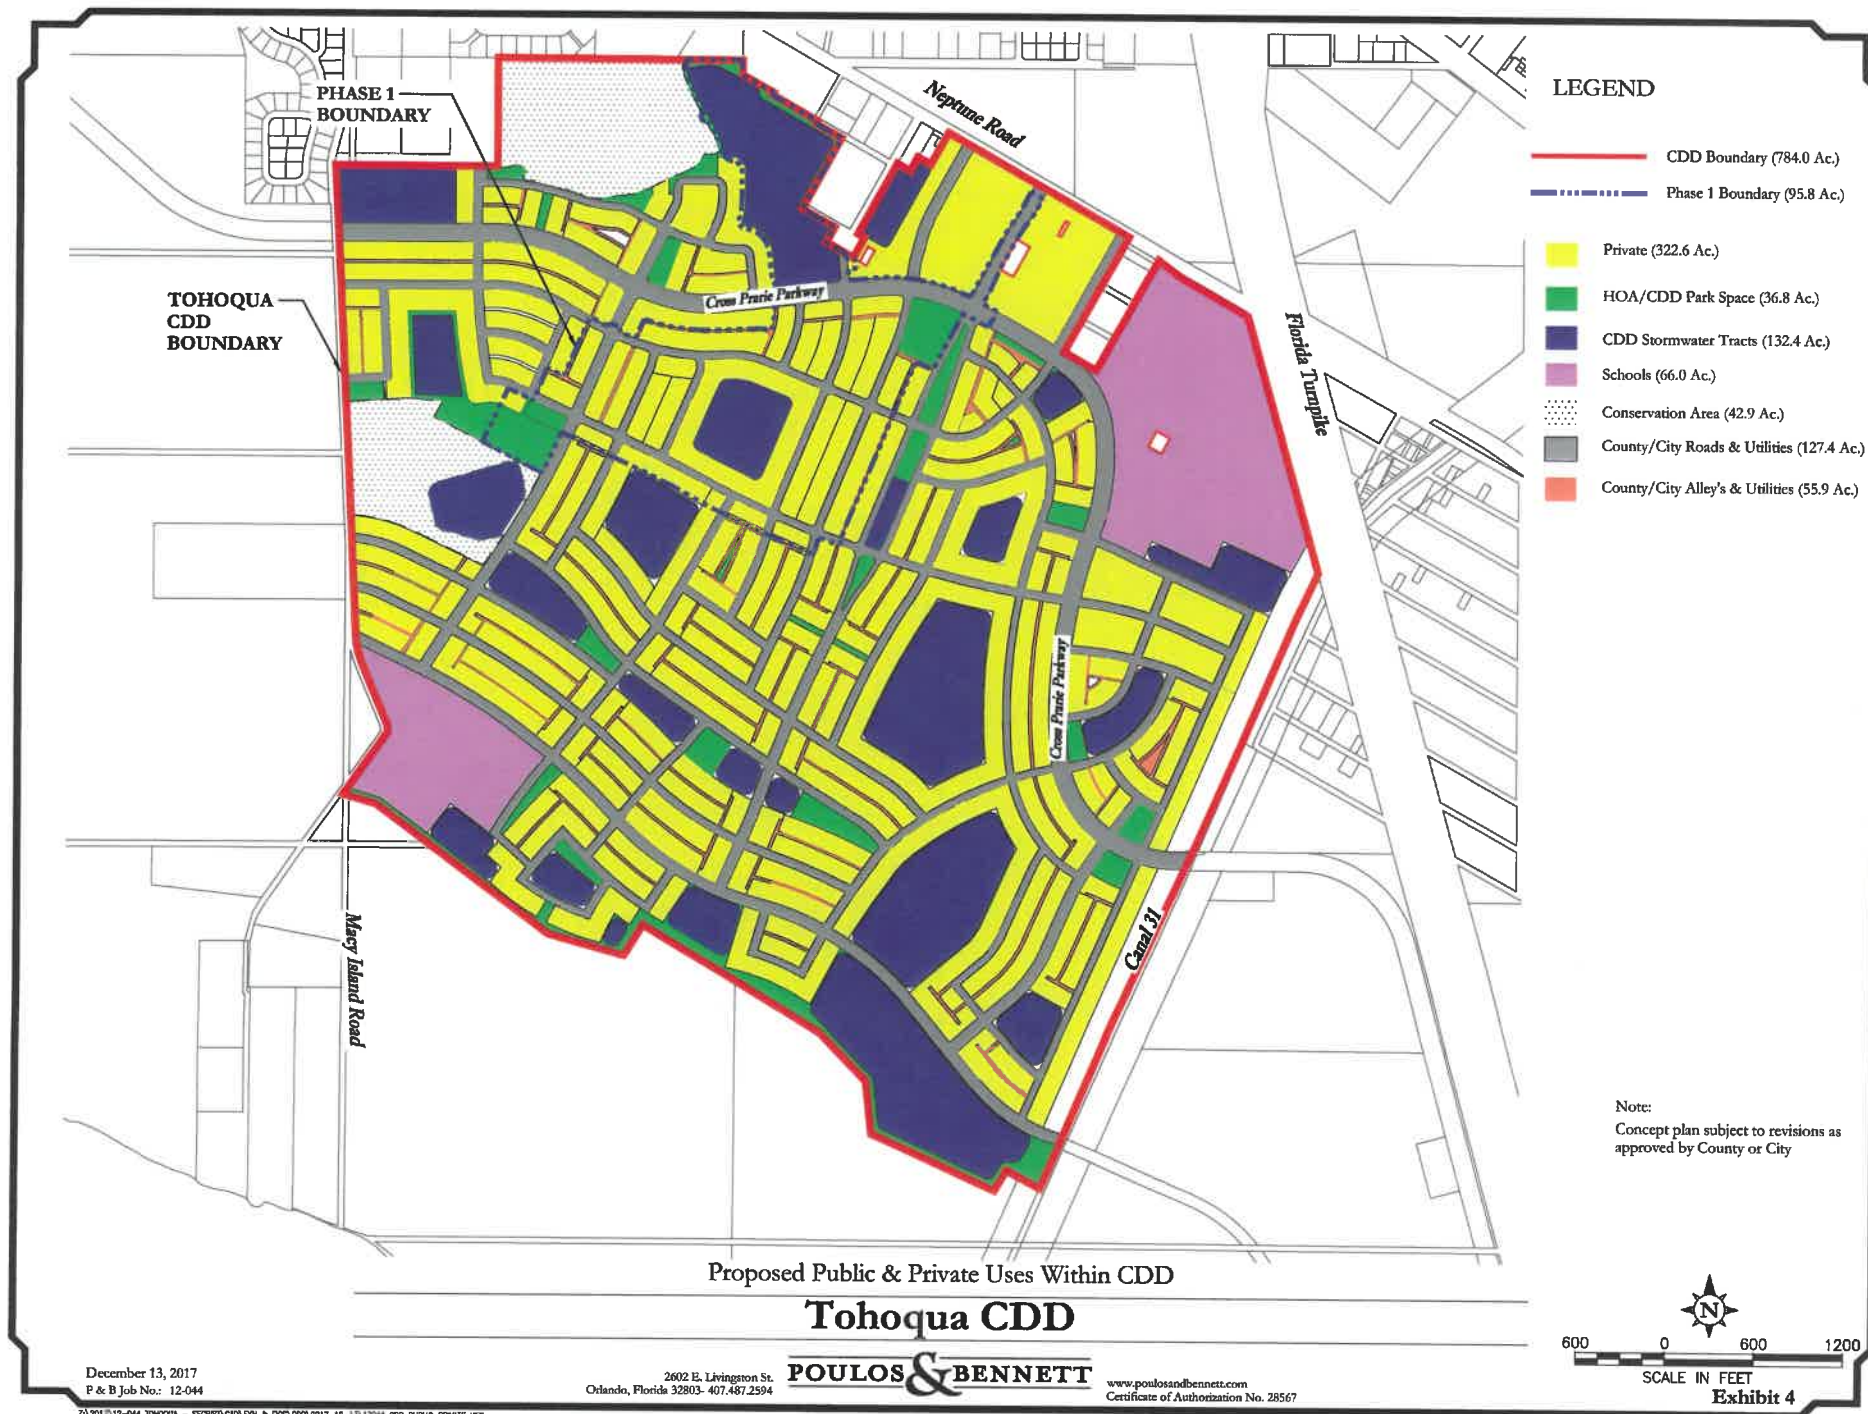 PHASE 1
BOUNDARY
Neptune Road
TOHOQUA
CDD
BOUNDARY
Cross Prarie Parkway
Florida Turnpike
Cross Prarie Parkway
Canal 31
Macy Island Road
LEGEND
CDD Boundary (784.0 Ac.)
Phase 1 Boundary (95.8 Ac.)
Private (322.6 Ac.)
HOA/CDD Park Space (36.8 Ac.)
CDD Stormwater Tracts (132.4 Ac.)
Schools (66.0 Ac.)
Conservation Area (42.9 Ac.)
County/City Roads & Utilities (127.4 Ac.)
County/City Alley's & Utilities (55.9 Ac.)
Note:
Concept plan subject to revisions as
approved by County or City
Proposed Public & Private Uses Within CDD
Tohoqua CDD
N
600 0 600 1200
SCALE IN FEET
Exhibit 4
December 13, 2017
P & B Job No.: 12-044
2602 E. Livingston St.
Orlando, Florida 32803- 407.487.2594
POULOS & BENNETT
www.poulosandbennett.com
Certificate of Authorization No. 28567